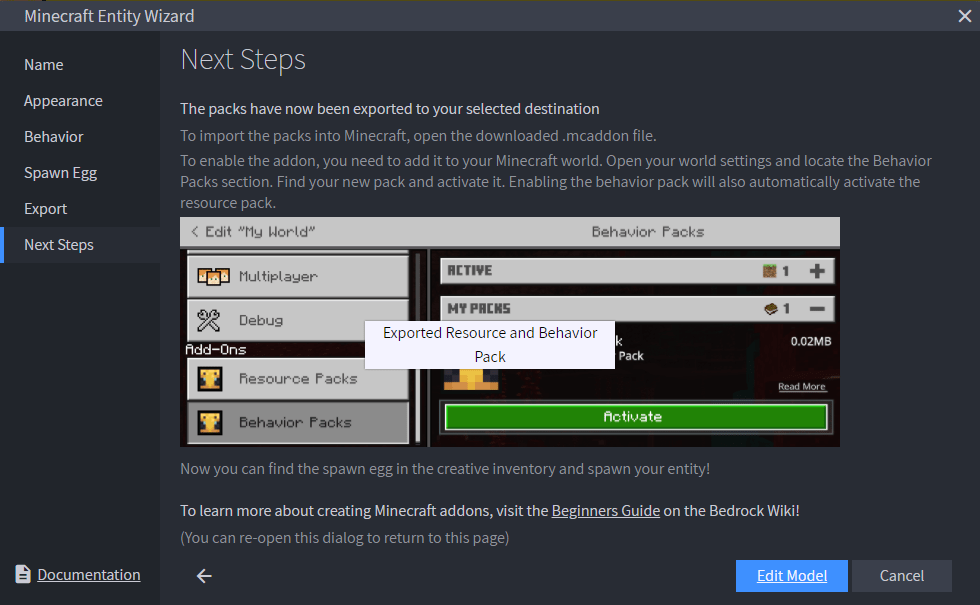 Minecraft Entity Wizard
Name
Appearance
Behavior
Spawn Egg
Export
Next Steps
Documentation
Next Steps
The packs have now been exported to your selected destination
To import the packs into Minecraft, open the downloaded .mcaddon file.
To enable the addon, you need to add it to your Minecraft world. Open your world settings and locate the Behavior
Packs section. Find your new pack and activate it. Enabling the behavior pack will also automatically activate the
resource pack.
< Edit "My World"
Behavior Packs
Multiplayer
Debug
Add-Ons
Resource Packs
Behavior Packs
ACTIVE
1
MY PACKS
1
Exported Resource and Behavior
Pack
0.02MB
Pack
Read More
Activate
Now you can find the spawn egg in the creative inventory and spawn your entity!
To learn more about creating Minecraft addons, visit the Beginners Guide on the Bedrock Wiki!
(You can re-open this dialog to return to this page)
Edit Model
Cancel